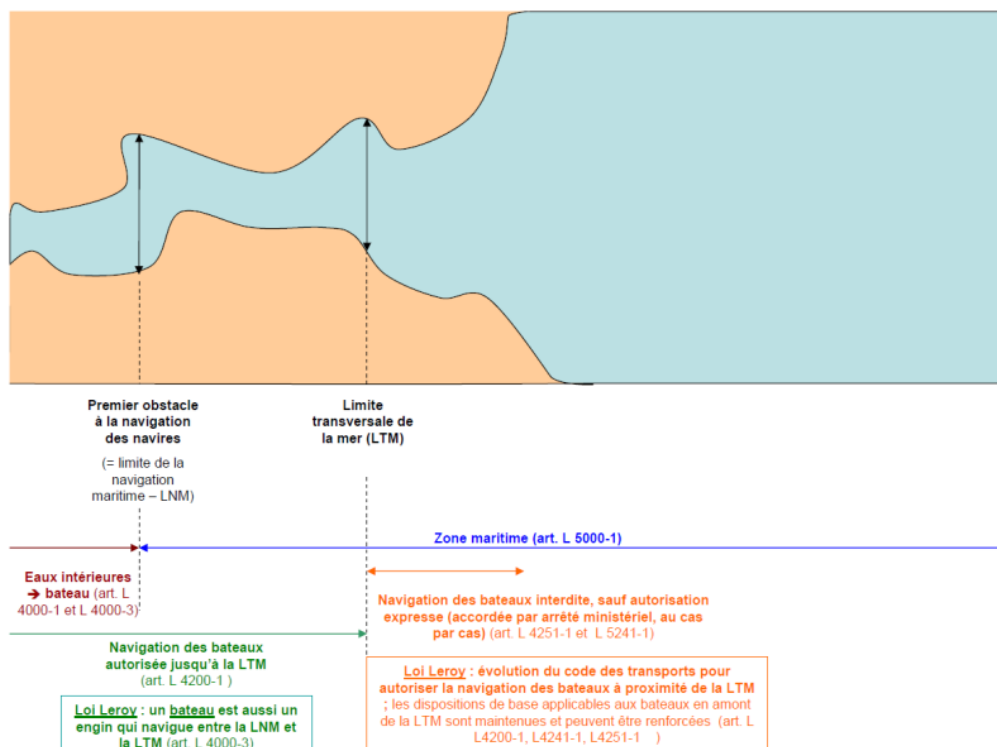 Premier obstacle
à la navigation
des navires
(= limite de la
navigation
maritime – LNM)
Limite
transversale de
la mer (LTM)
Zone maritime (art. L 5000-1)
Eaux intérieures
➔ bateau (art. L
4000-1 et L 4000-3)
Navigation des bateaux interdite, sauf autorisation
expresse (accordée par arrêté ministériel, au cas
par cas) (art. L 4251-1 et L 5241-1)
Navigation des bateaux
autorisée jusqu'à la LTM
(art. L 4200-1 )
Loi Leroy : un bateau est aussi un
engin qui navigue entre la LNM et
la LTM (art. L 4000-3)
Loi Leroy : évolution du code des transports pour
autoriser la navigation des bateaux à proximité de la LTM
; les dispositions de base applicables aux bateaux en amont
de la LTM sont maintenues et peuvent être renforcées (art. L
L4200-1, L4241-1, L4251-1 )